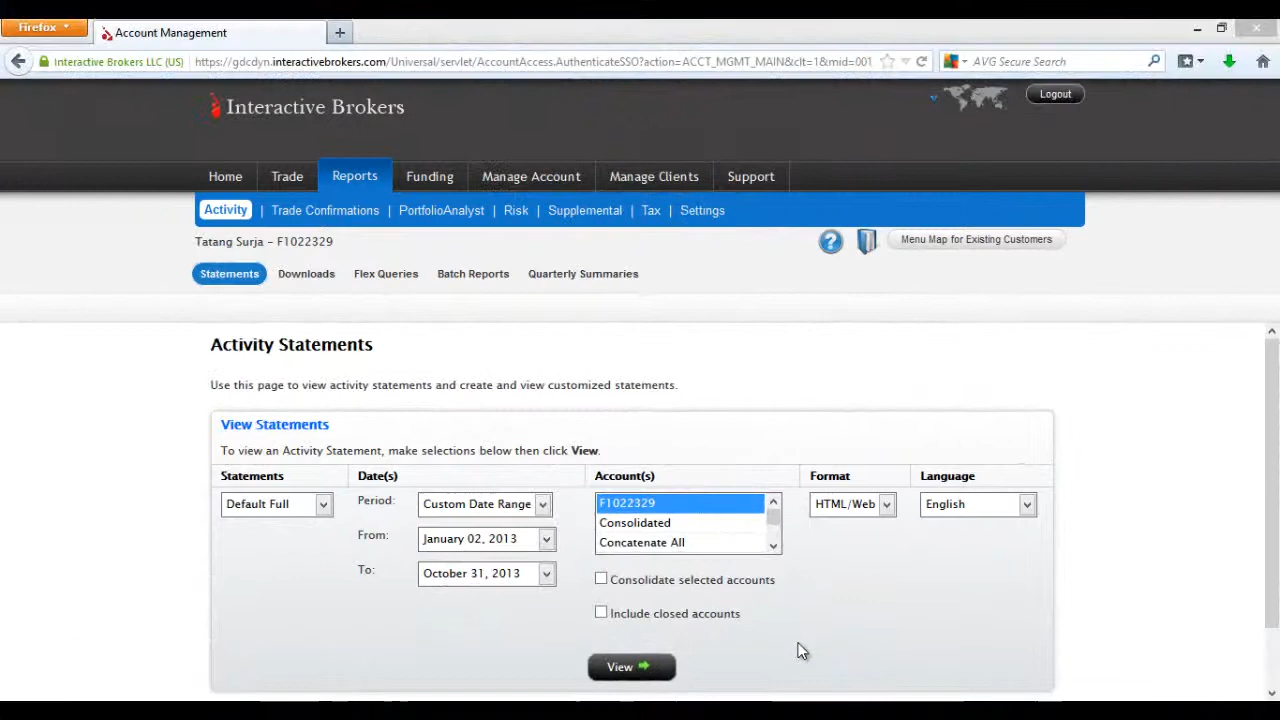 Firefox
Account Management
Interactive Brokers LLC (US)
https://gdcdyn.interactivebrokers.com/Universal/servlet/AccountAccess.AuthenticateSSO?action=ACCT_MGMT_MAIN&clt=1&mid=001
AVG Secure Search
Interactive Brokers
Logout
Home Trade Reports Funding Manage Account Manage Clients Support
Activity | Trade Confirmations | PortfolioAnalyst | Risk | Supplemental | Tax | Settings
Tatang Surja - F1022329
? Menu Map for Existing Customers
Statements Downloads Flex Queries Batch Reports Quarterly Summaries
Activity Statements
Use this page to view activity statements and create and view customized statements.
View Statements
To view an Activity Statement, make selections below then click View.
Statements Date(s) Account(s) Format Language
Default Full Period: Custom Date Range F1022329 HTML/Web English
Consolidated
From: January 02, 2013 Concatenate All
To: October 31, 2013 Consolidate selected accounts
Include closed accounts
View